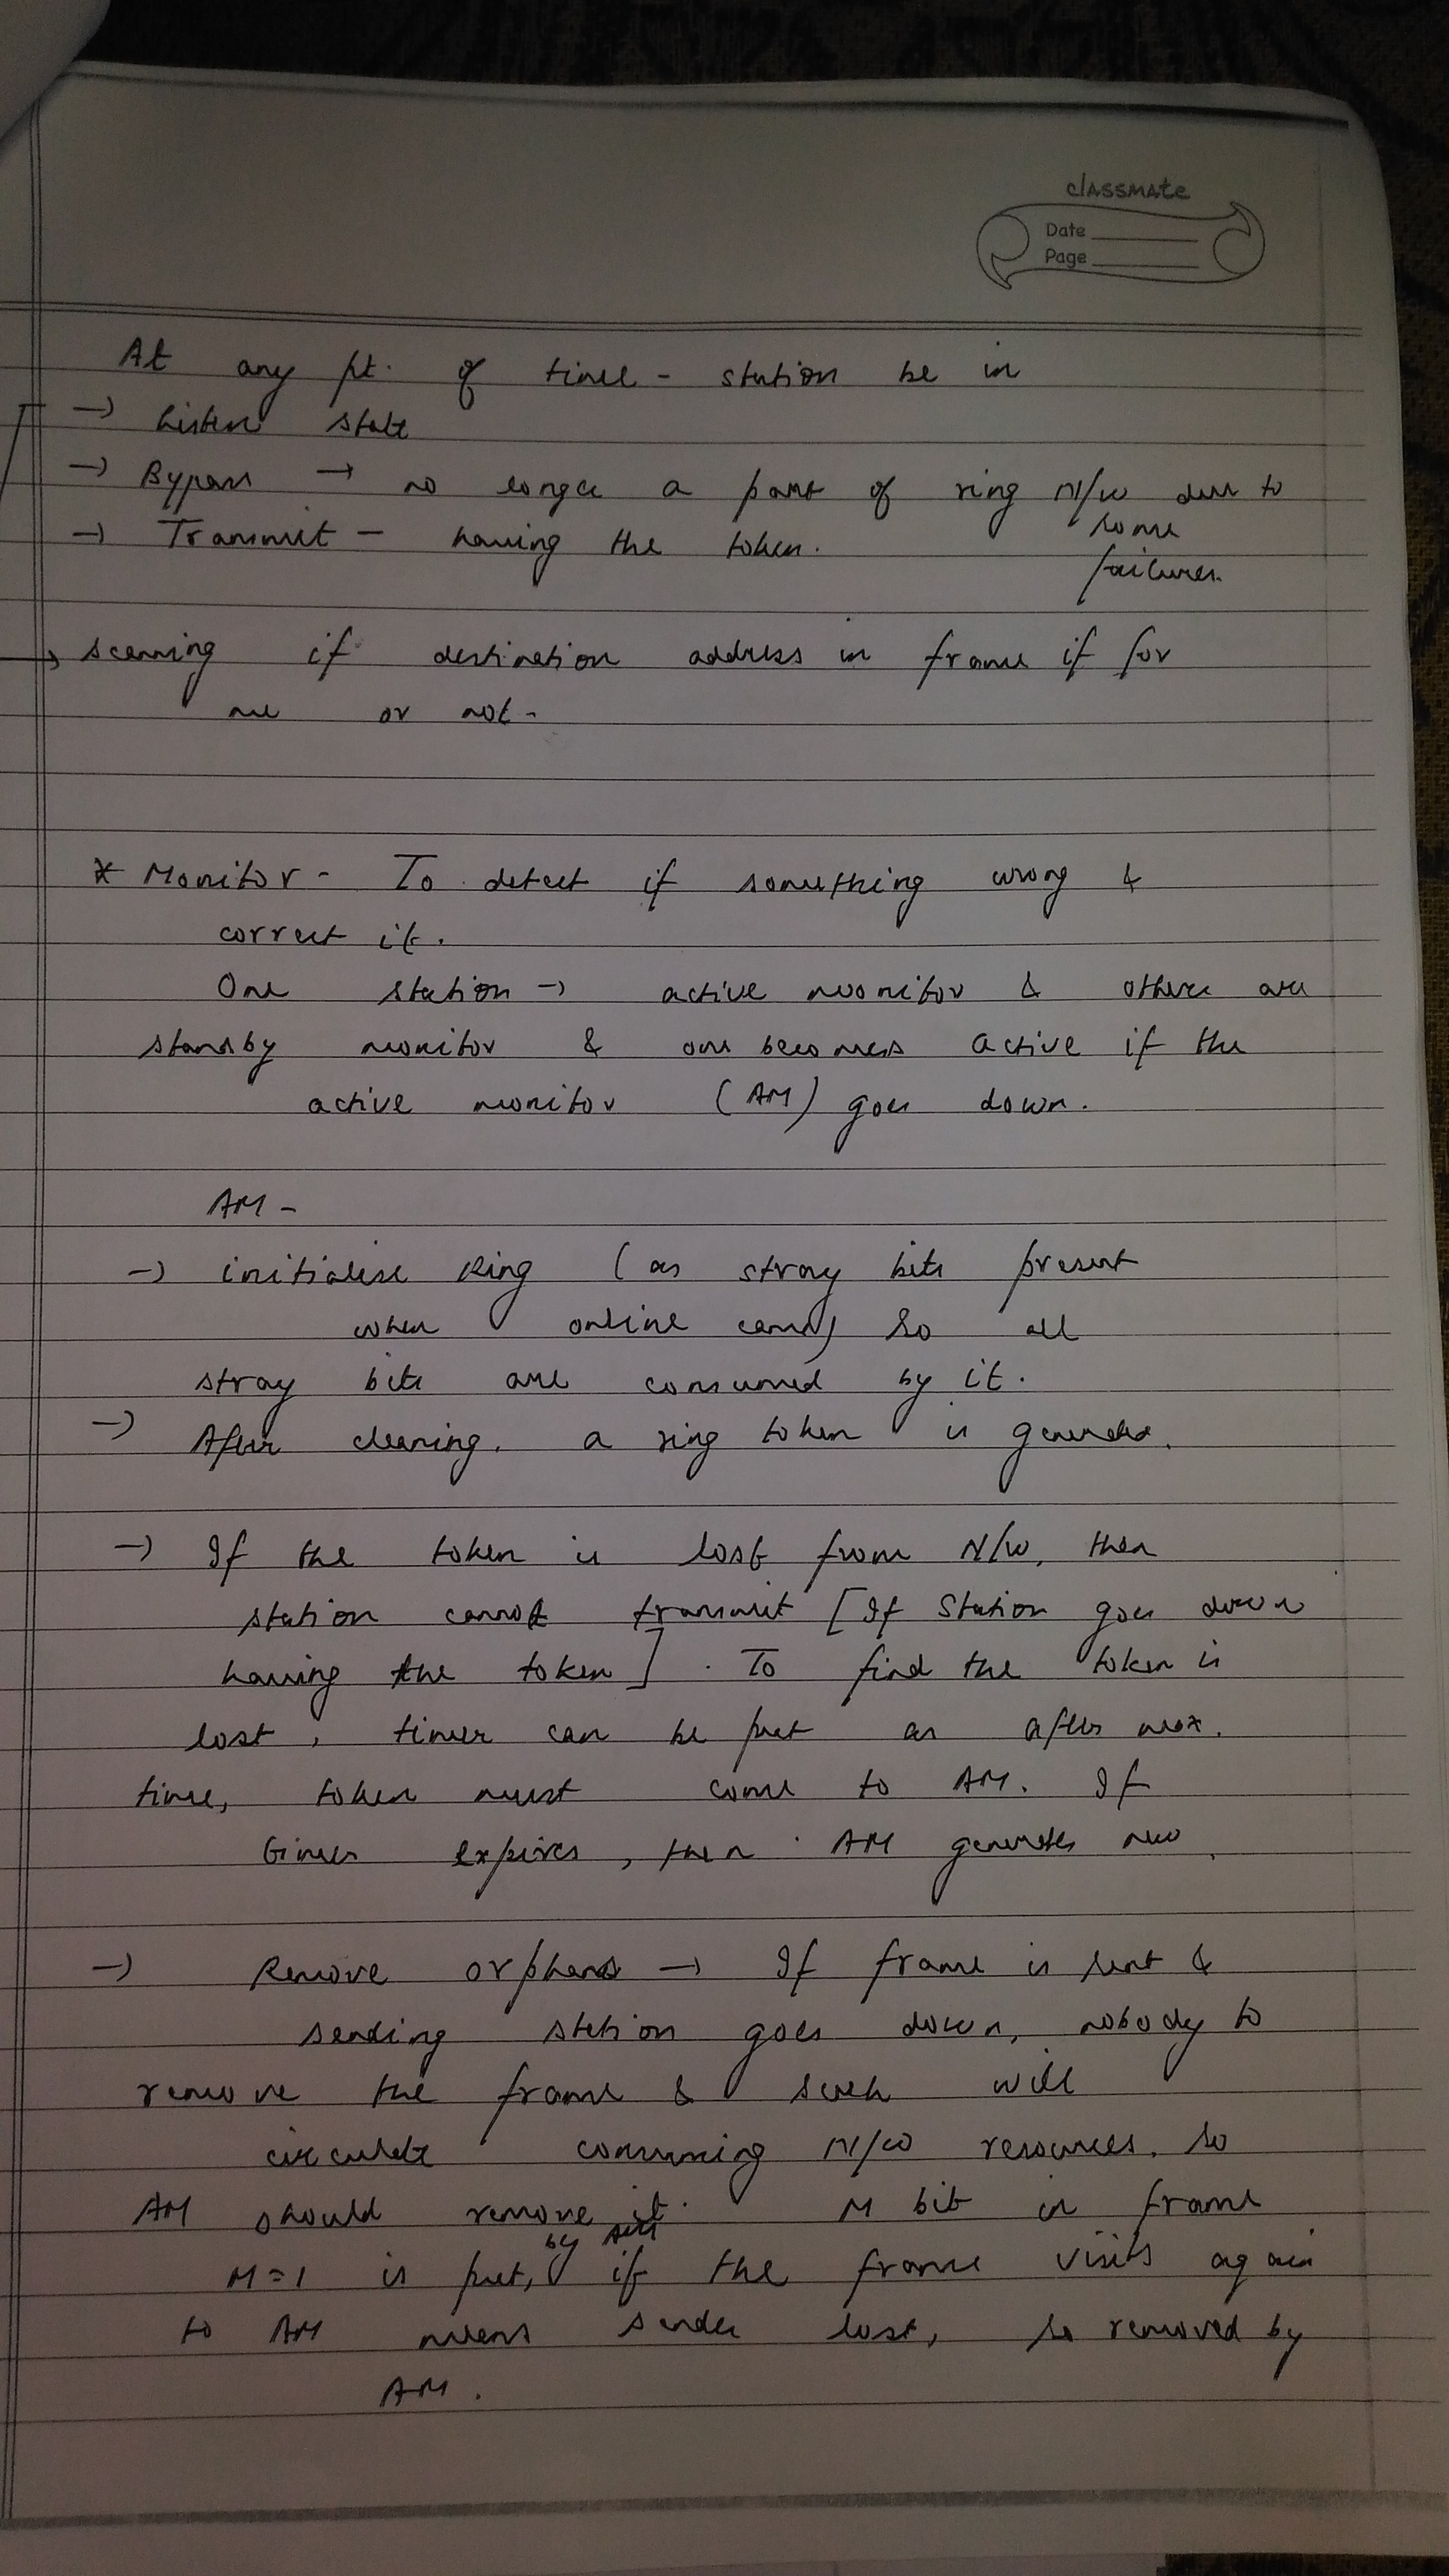 classmate
Date
Page
At any pt. of time - station be in
→ Listen state
→ Bypass → no longer a part of ring N/W due to
some
→ Transmit - having the token.
failures.
→ scanning if destination address in frame if for
me or not -
* Monitor - To detect if something wrong &
correct it.
One station → active monitor & others are
standby monitor & one becomes active if the
active monitor (AM) goes down.
AM -
→ initialise Ring (as stray bits present
when online) so all
stray bits are consumed by it.
→ After cleaning, a ring token is generated.
→ If the token is lost from N/W, then
station cannot transmit [If Station goes down
having the token]. To find the token is
lost, timer can be put as after max.
time, token must come to AM. If
timer expires, then AM generates new
→ Remove orphans → If frame is sent &
sending station goes down, nobody to
remove the frame & such will
circulate consuming N/W resources. So
AM should remove it. M bit in frame
by AM
M=1 is put, if the frame visits again
to AM means sender lost, so removed by
AM.